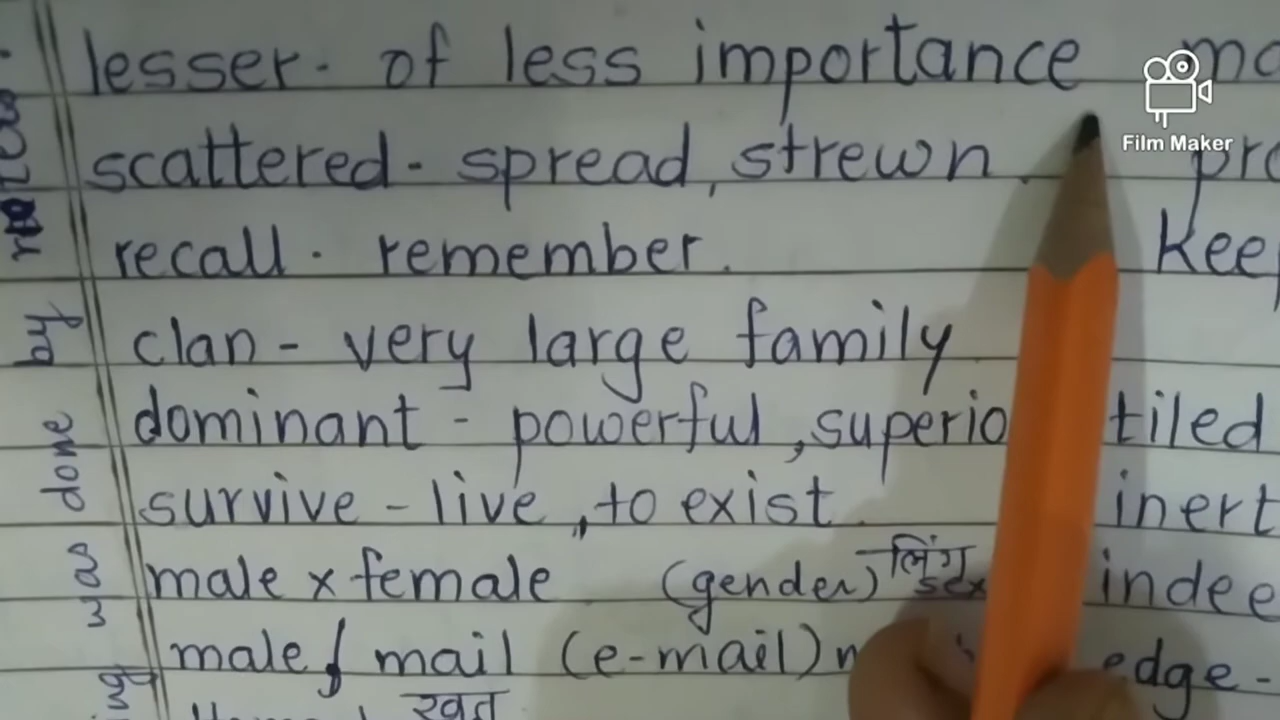 lesser. of less importance
scattered - spread, strewn.
recall. remember.
clan - very large family
dominant - powerful, superio tiled
survive - live, to exist. inert
male x female (gender) लिंग sex indee
male / mail (e-mail) edge -
खत
by
done
was
Film Maker